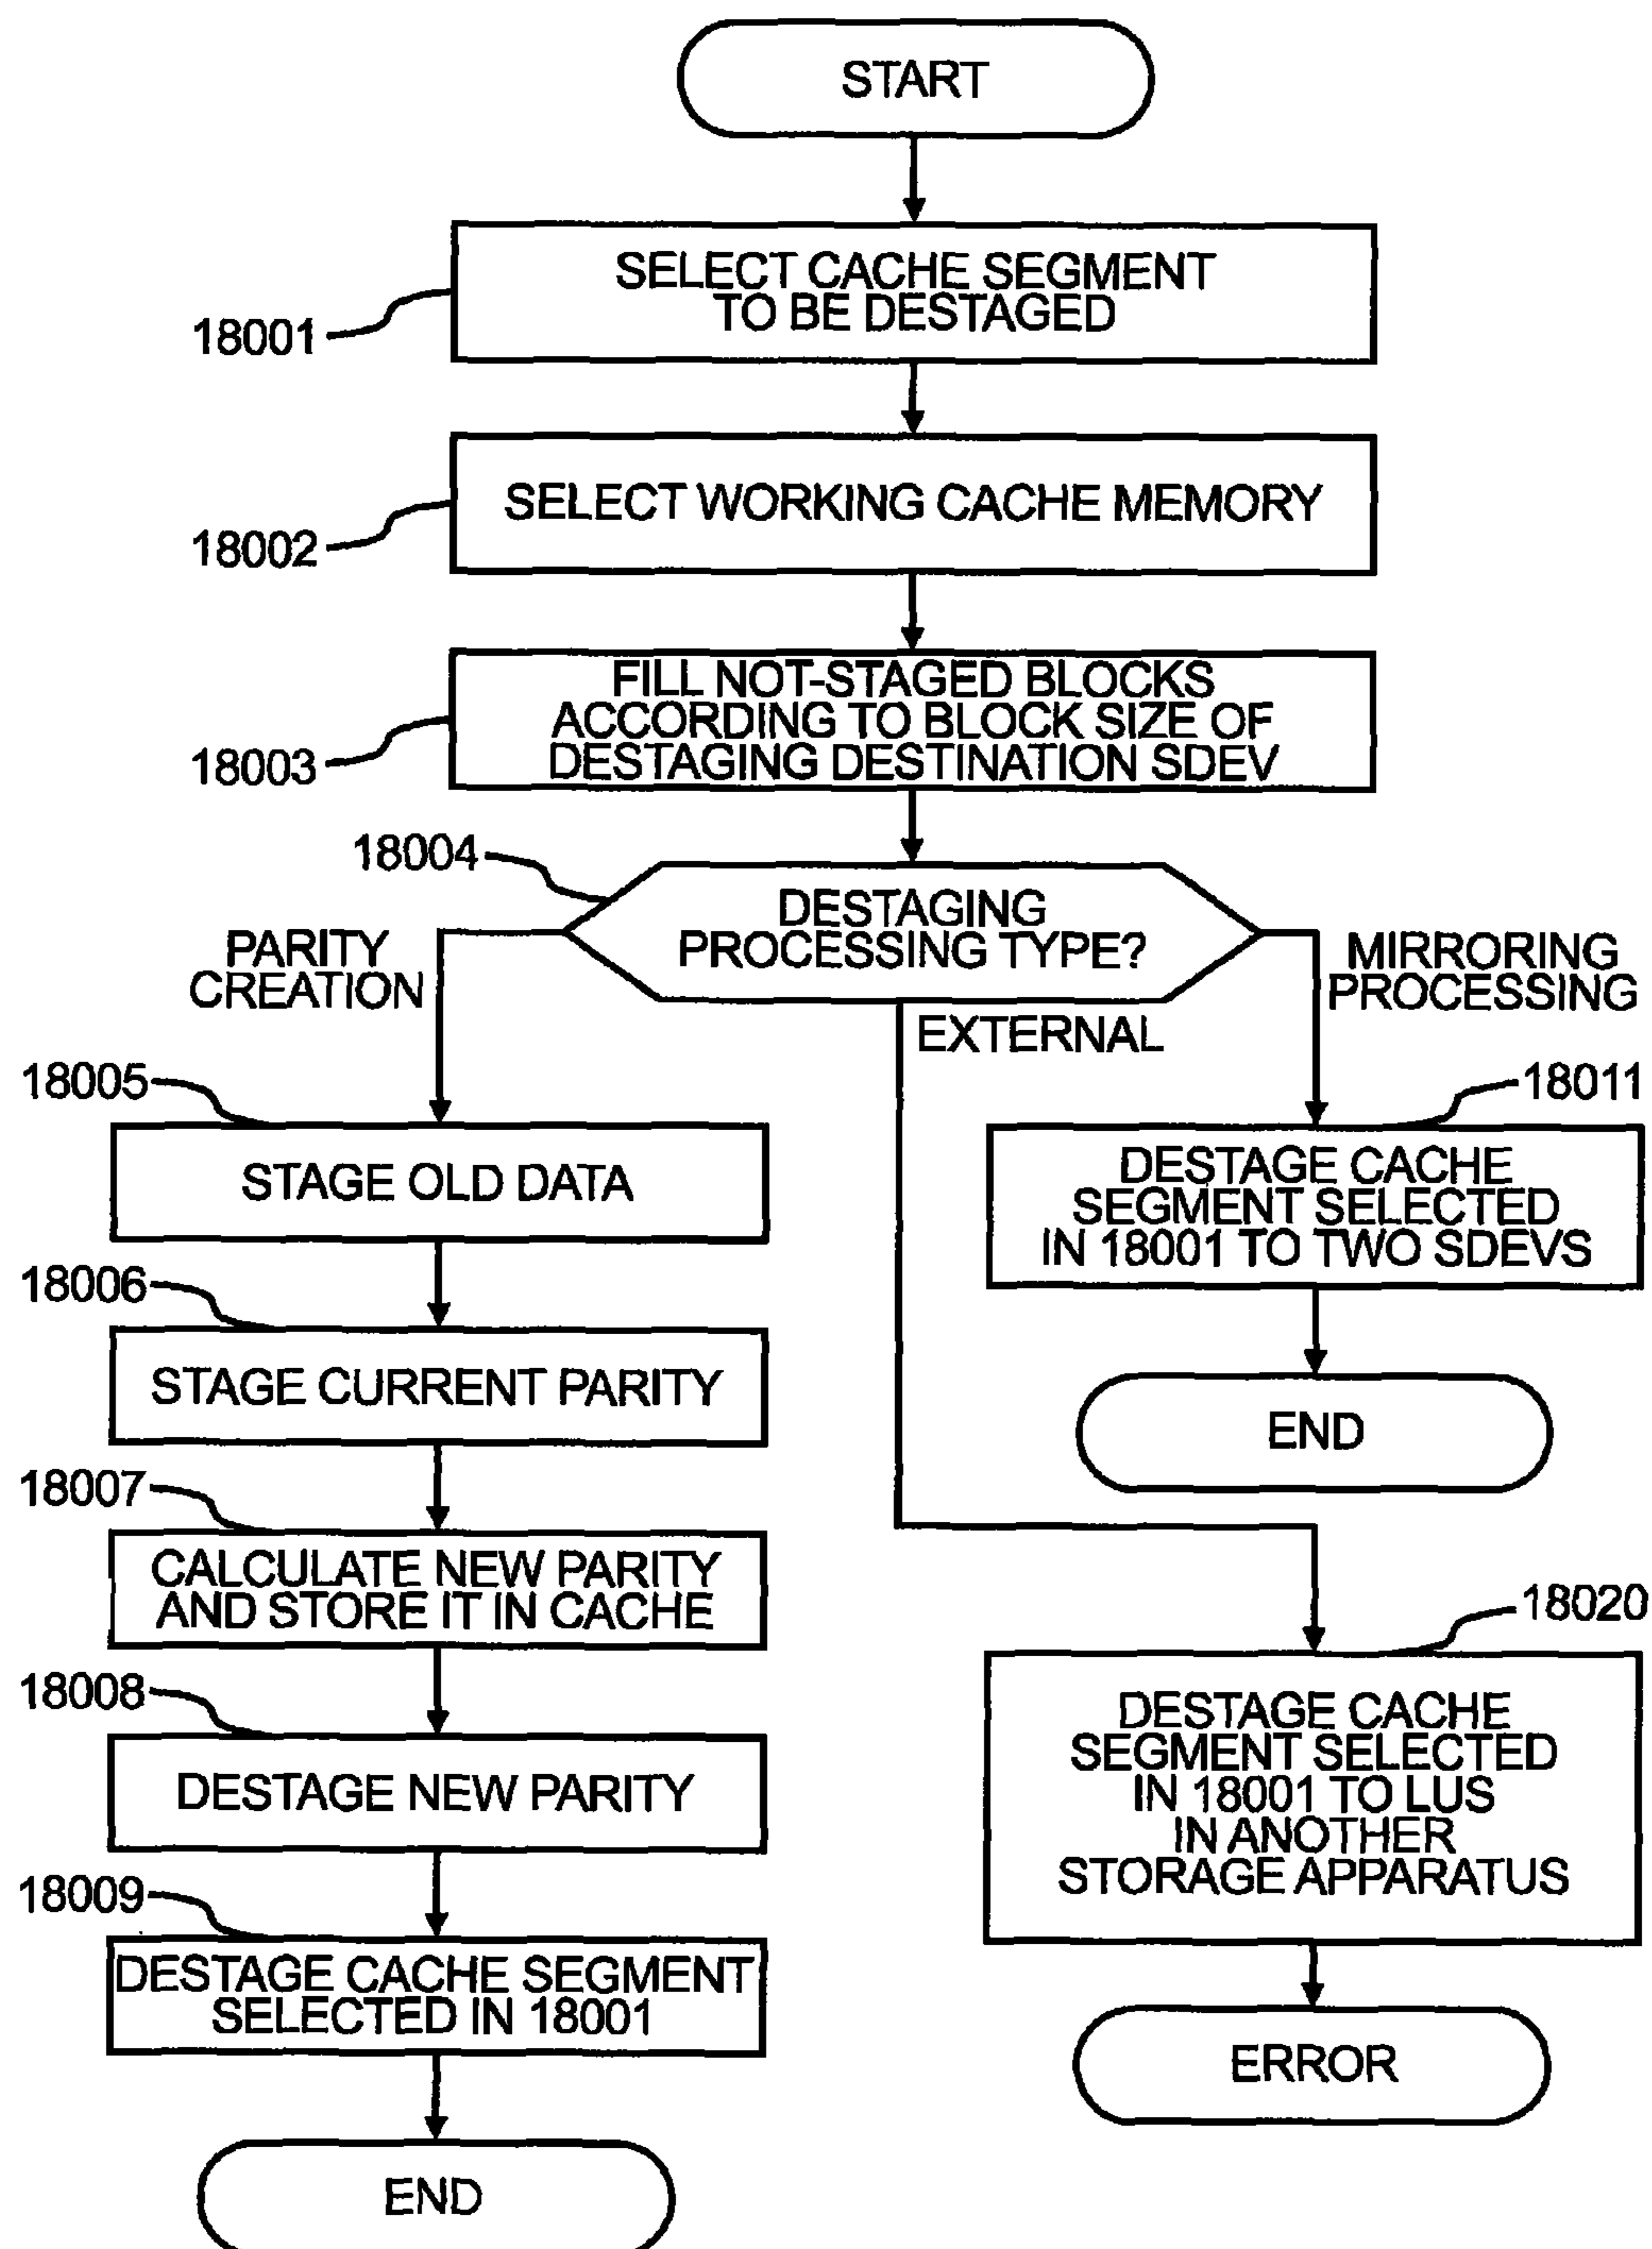 START
SELECT CACHE SEGMENT
TO BE DESTAGED
18001
SELECT WORKING CACHE MEMORY
18002
FILL NOT-STAGED BLOCKS
ACCORDING TO BLOCK SIZE OF
DESTAGING DESTINATION SDEV
18003
18004
DESTAGING
PROCESSING TYPE?
PARITY
CREATION
EXTERNAL
MIRRORING
PROCESSING
18005
STAGE OLD DATA
18006
STAGE CURRENT PARITY
18007
CALCULATE NEW PARITY
AND STORE IT IN CACHE
18008
DESTAGE NEW PARITY
18009
DESTAGE CACHE SEGMENT
SELECTED IN 18001
END
18011
DESTAGE CACHE
SEGMENT SELECTED
IN 18001 TO TWO SDEVS
END
18020
DESTAGE CACHE
SEGMENT SELECTED
IN 18001 TO LUS
IN ANOTHER
STORAGE APPARATUS
ERROR